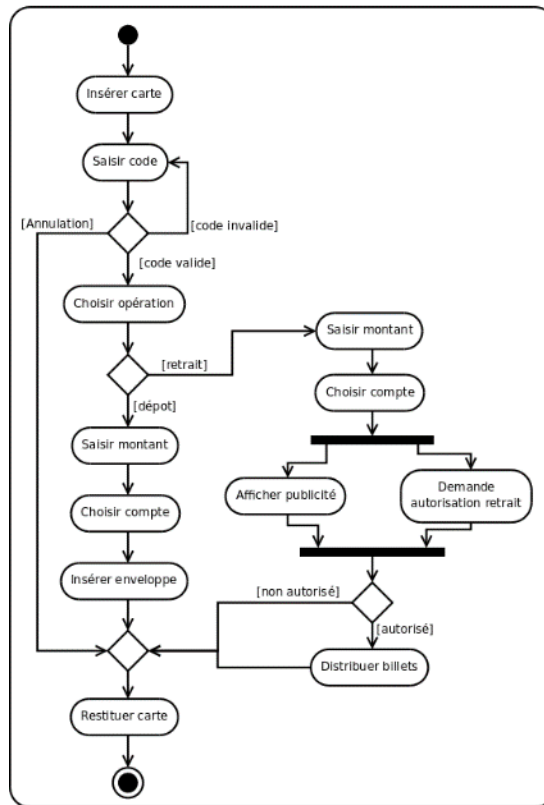 Insérer carte
Saisir code
[Annulation]
[code invalide]
[code valide]
Choisir opération
Saisir montant
[retrait]
Choisir compte
[dépot]
Saisir montant
Afficher publicité
Demande
autorisation retrait
Choisir compte
Insérer enveloppe
[non autorisé]
[autorisé]
Distribuer billets
Restituer carte